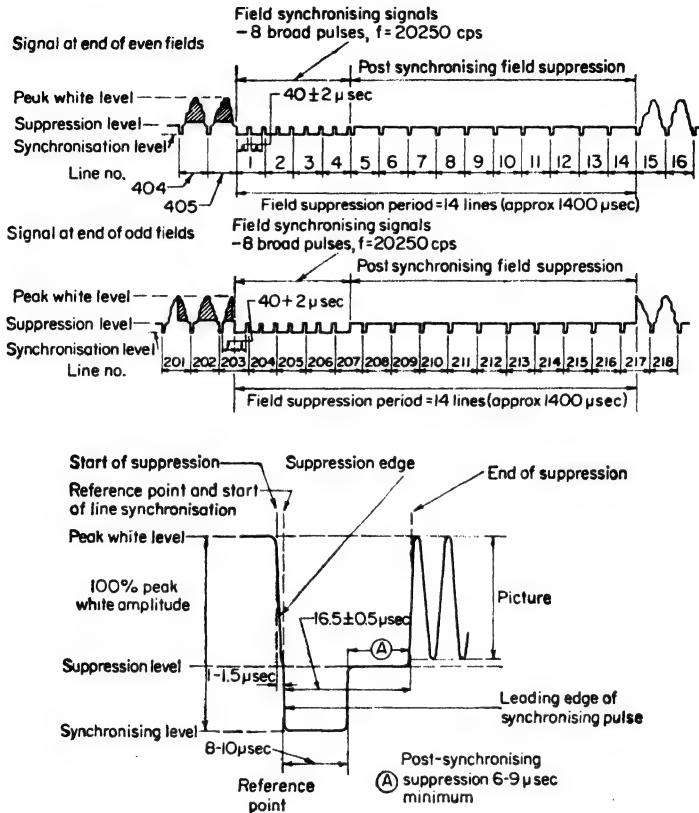 Field synchronising signals
-8 broad pulses, f=20250 cps
Signal at end of even fields
Post synchronising field suppression
Peak white level
40±2 μsec
Suppression level
Synchronisation level
Line no.
1 2 3 4 5 6 7 8 9 10 11 12 13 14 15 16
404
405
Field suppression period=14 lines (approx 1400 μsec)
Signal at end of odd fields
Field synchronising signals
-8 broad pulses, f=20250 cps
Post synchronising field suppression
Peak white level
40+2 μsec
Suppression level
Synchronisation level
Line no.
201 202 203 204 205 206 207 208 209 210 211 212 213 214 215 216 217 218
Field suppression period=14 lines (approx 1400 μsec)
Start of suppression
Suppression edge
End of suppression
Reference point and start
of line synchronisation
Peak white level
100% peak
white amplitude
16.5±0.5μsec
Picture
A
Suppression level
1-1.5μsec
Leading edge of
synchronising pulse
Synchronising level
8-10μsec
Reference
point
Post-synchronising
A suppression 6-9 μsec
minimum